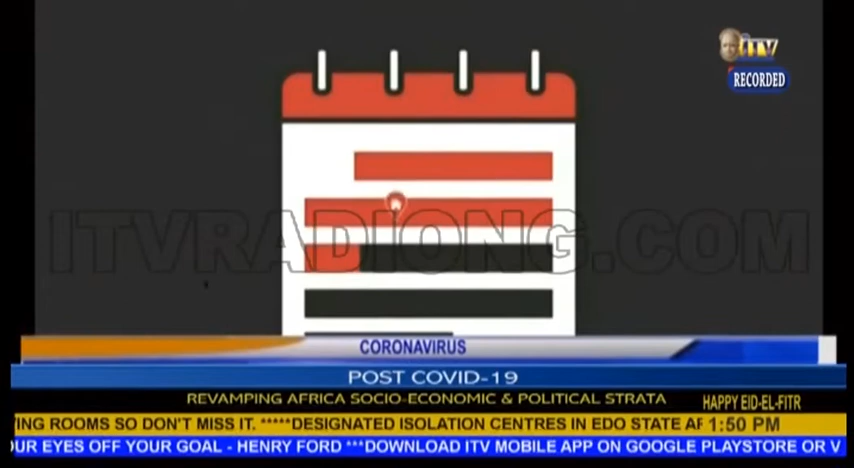 iTV
RECORDED
ITVRADIONG.COM
CORONAVIRUS
POST COVID-19
REVAMPING AFRICA SOCIO-ECONOMIC & POLITICAL STRATA
HAPPY EID-EL-FITR
ING ROOMS SO DON'T MISS IT. *****DESIGNATED ISOLATION CENTRES IN EDO STATE AR 1:50 PM
OUR EYES OFF YOUR GOAL - HENRY FORD ***DOWNLOAD ITV MOBILE APP ON GOOGLE PLAYSTORE OR V